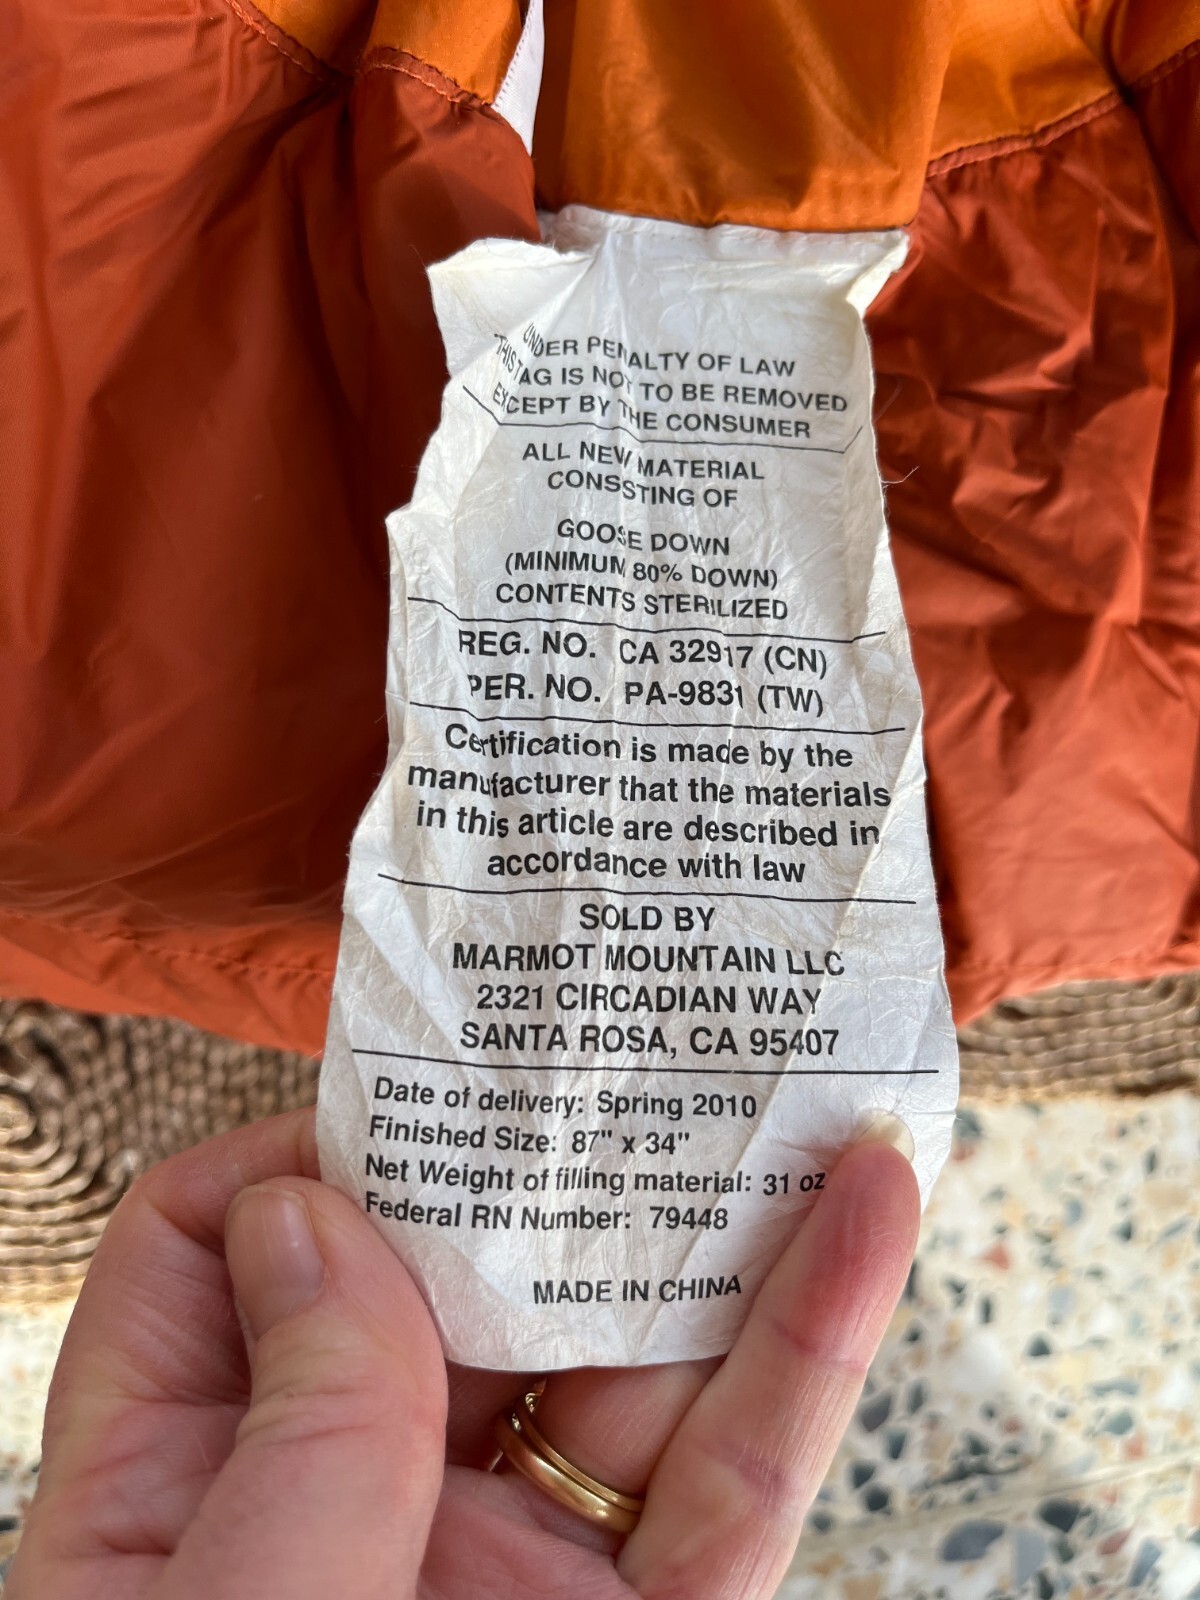 UNDER PENALTY OF LAW
THIS TAG IS NOT TO BE REMOVED
EXCEPT BY THE CONSUMER
ALL NEW MATERIAL
CONSSTING OF
GOOSE DOWN
(MINIMUM 80% DOWN)
CONTENTS STERILIZED
REG. NO. CA 32917 (CN)
PER. NO. PA-9831 (TW)
Certification is made by the
manufacturer that the materials
in this article are described in
accordance with law
SOLD BY
MARMOT MOUNTAIN LLC
2321 CIRCADIAN WAY
SANTA ROSA, CA 95407
Date of delivery: Spring 2010
Finished Size: 87" x 34"
Net Weight of filling material: 31 oz
Federal RN Number: 79448
MADE IN CHINA